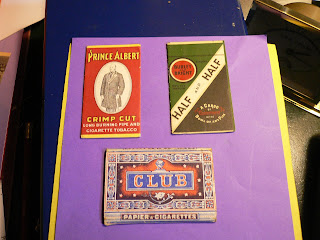 PRINCE ALBERT
CRIMP CUT
LONG BURNING PIPE AND
CIGARETTE TOBACCO
HALF AND HALF
CLUB
PAPIER À CIGARETTES